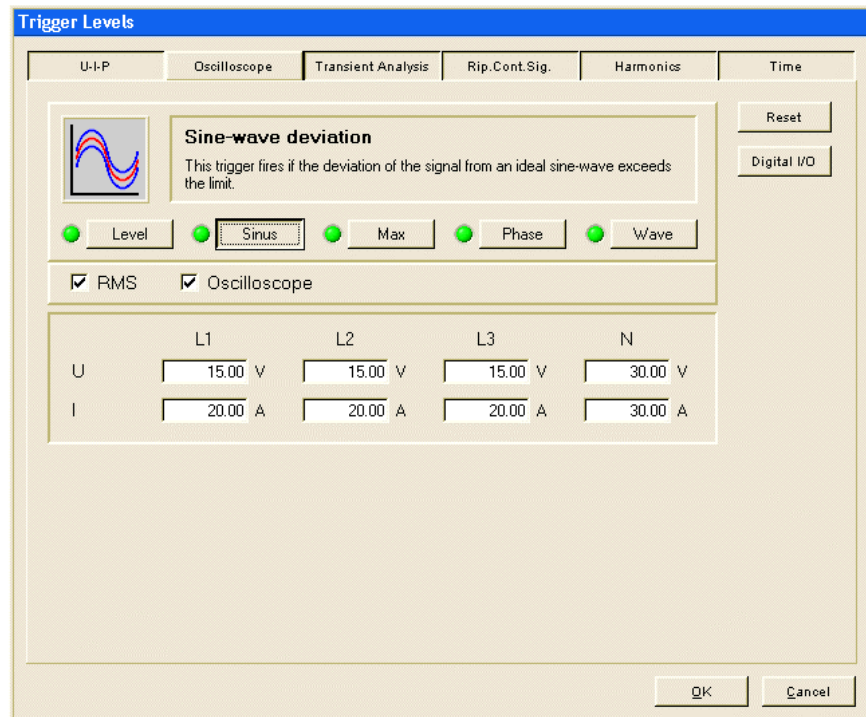 Trigger Levels
U-I-P Oscilloscope Transient Analysis Rip.Cont.Sig. Harmonics Time
Reset
Sine-wave deviation
This trigger fires if the deviation of the signal from an ideal sine-wave exceeds
the limit.
Digital I/O
Level Sinus Max Phase Wave
RMS Oscilloscope
L1 L2 L3 N
U 15.00 V 15.00 V 15.00 V 30.00 V
I 20.00 A 20.00 A 20.00 A 30.00 A
OK Cancel